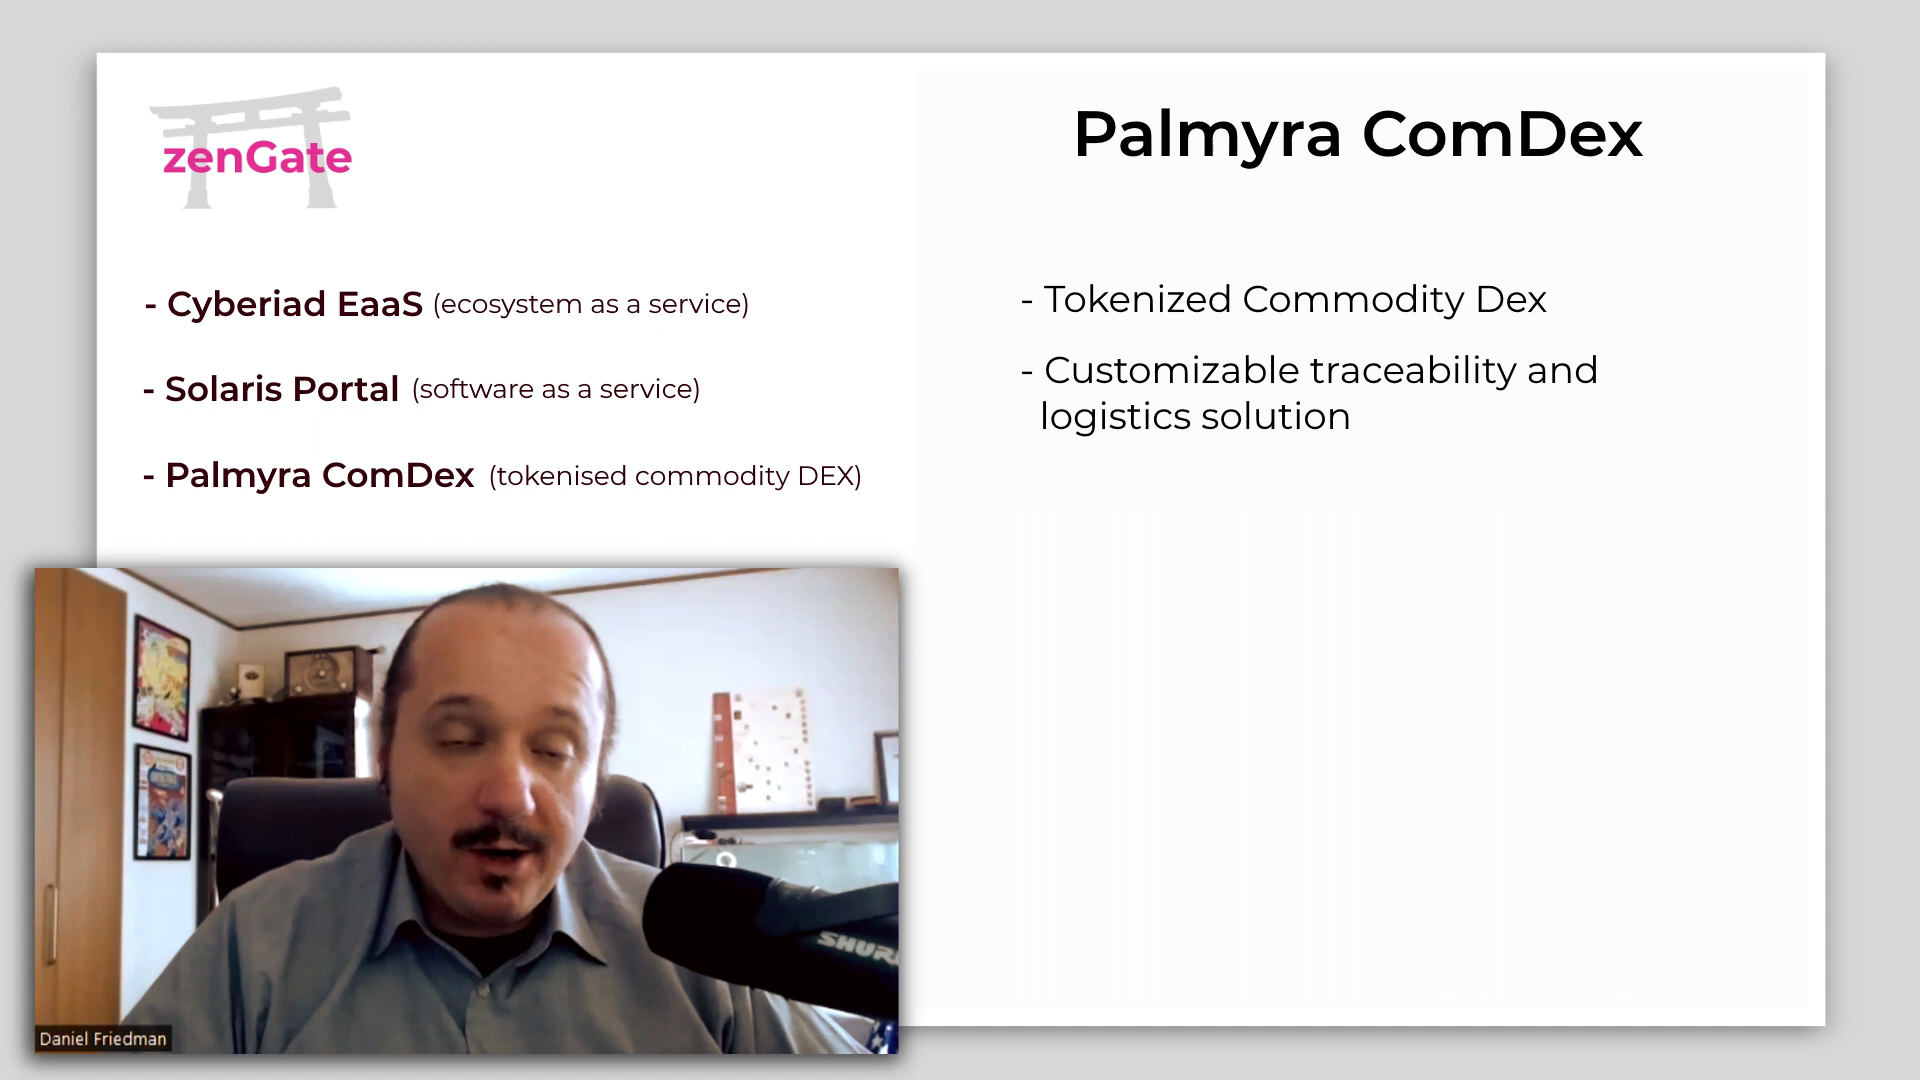 zenGate
- Cyberiad EaaS (ecosystem as a service)
- Solaris Portal (software as a service)
- Palmyra ComDex (tokenised commodity DEX)
Palmyra ComDex
- Tokenized Commodity Dex
- Customizable traceability and
logistics solution
Daniel Friedman